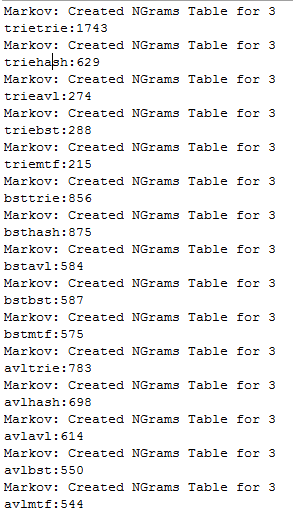 Markov: Created NGrams Table for 3
trietrie:1743
Markov: Created NGrams Table for 3
triehash:629
Markov: Created NGrams Table for 3
trieavl:274
Markov: Created NGrams Table for 3
triebst:288
Markov: Created NGrams Table for 3
triemtf:215
Markov: Created NGrams Table for 3
bsttrie:856
Markov: Created NGrams Table for 3
bsthash:875
Markov: Created NGrams Table for 3
bstavl:584
Markov: Created NGrams Table for 3
bstbst:587
Markov: Created NGrams Table for 3
bstmtf:575
Markov: Created NGrams Table for 3
avltrie:783
Markov: Created NGrams Table for 3
avlhash:698
Markov: Created NGrams Table for 3
avlavl:614
Markov: Created NGrams Table for 3
avlbst:550
Markov: Created NGrams Table for 3
avlmtf:544